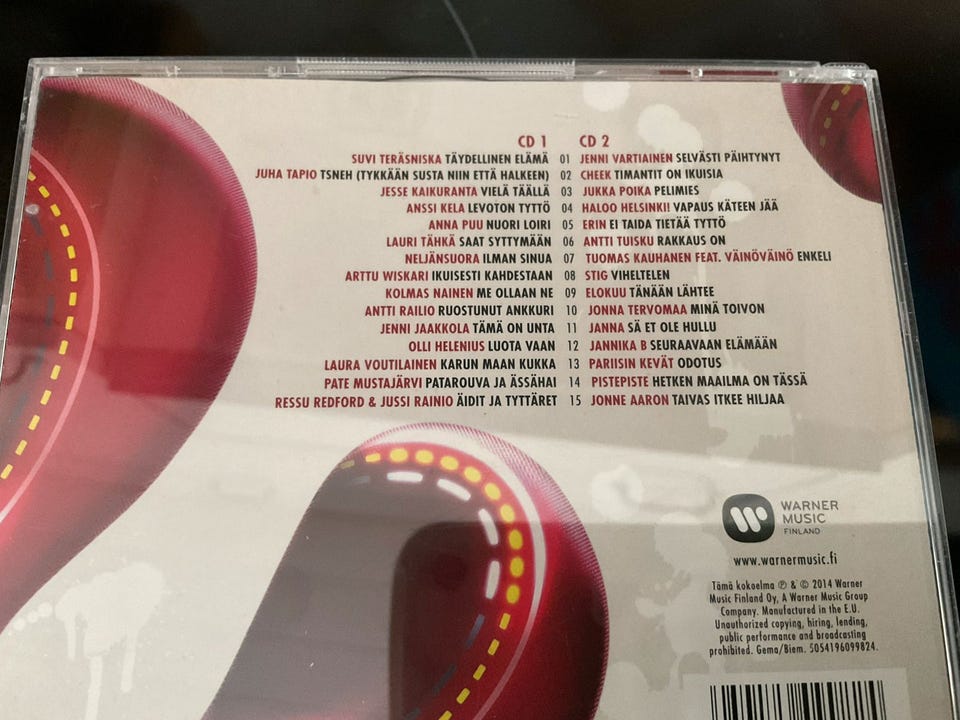 CD 1 CD 2
SUVI TERÄSNISKA TÄYDELLINEN ELÄMÄ 01 JENNI VARTIAINEN SELVÄSTI PÄIHTYNYT
JUHA TAPIO TSNEH (TYKKÄÄN SUSTA NIIN ETTÄ HALKEEN) 02 CHEEK TIMANTIT ON IKUISIA
JESSE KAIKURANTA VIELÄ TÄÄLLÄ 03 JUKKA POIKA PELIMIES
ANSSI KELA LEVOTON TYTTÖ 04 HALOO HELSINKI! VAPAUS KÄTEEN JÄÄ
ANNA PUU NUORI LOIRI 05 ERIN EI TAIDA TIETÄÄ TYTTÖ
LAURI TÄHKÄ SAAT SYTTYMÄÄN 06 ANTTI TUISKU RAKKAUS ON
NELJÄNSUORA ILMAN SINUA 07 TUOMAS KAUHANEN FEAT. VÄINÖVÄINÖ ENKELI
ARTTU WISKARI IKUISESTI KAHDESTAAN 08 STIG VIHELTELEN
KOLMAS NAINEN ME OLLAAN NE 09 ELOKUU TÄNÄÄN LÄHTEE
ANTTI RAILIO RUOSTUNUT ANKKURI 10 JONNA TERVOMAA MINÄ TOIVON
JENNI JAAKKOLA TÄMÄ ON UNTA 11 JANNA SÄ ET OLE HULLU
OLLI HELENIUS LUOTA VAAN 12 JANNIKA B SEURAAVAAN ELÄMÄÄN
LAURA VOUTILAINEN KARUN MAAN KUKKA 13 PARIISIN KEVÄT ODOTUS
PATE MUSTAJÄRVI PATAROUVA JA ÄSSÄHAI 14 PISTEPISTE HETKEN MAAILMA ON TÄSSÄ
RESSU REDFORD & JUSSI RAINIO ÄIDIT JA TYTTÄRET 15 JONNE AARON TAIVAS ITKEE HILJAA
WARNER
MUSIC
FINLAND
www.warnermusic.fi
Tämä kokoelma ℗ & © 2014 Warner
Music Finland Oy, A Warner Music Group
Company. Manufactured in the E.U.
Unauthorized copying, hiring, lending,
public performance and broadcasting
prohibited. Gema/Biem. 5054196099824.